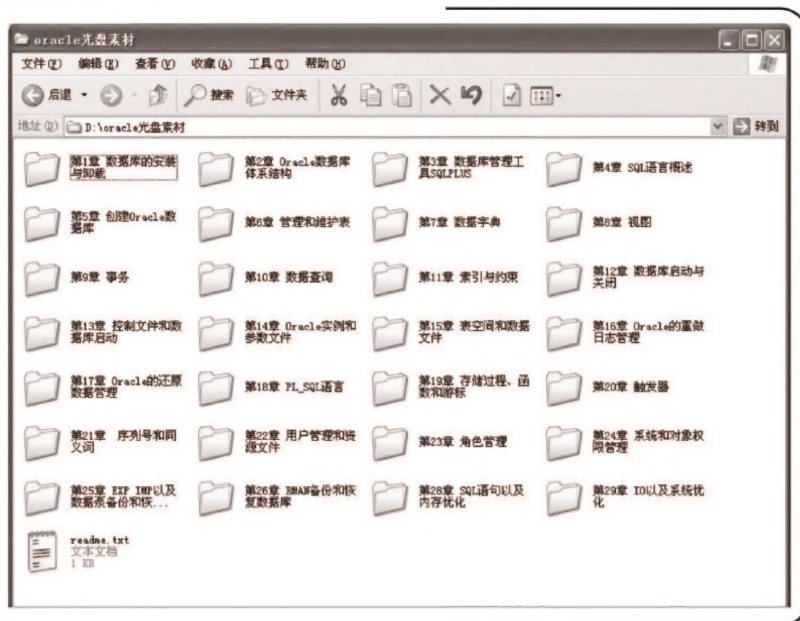 oracle光盘素材
文件(F) 编辑(E) 查看(V) 收藏(A) 工具(T) 帮助(H)
后退 搜索 文件夹
地址(D) D:\oracle光盘素材 转到
第1章 数据库的安装
与卸载
第2章 Oracle数据库
体系结构
第3章 数据库管理工
具SQLPLUS
第4章 SQL语言概述
第5章 创建Oracle数
据库
第6章 管理和维护表
第7章 数据字典
第8章 视图
第9章 事务
第10章 数据查询
第11章 索引与约束
第12章 数据库启动与
关闭
第13章 控制文件和数
据库启动
第14章 Oracle实例和
参数文件
第15章 表空间和数据
文件
第16章 Oracle的重做
日志管理
第17章 Oracle的还原
数据管理
第18章 PL_SQL语言
第19章 存储过程、函
数和游标
第20章 触发器
第21章 序列号和同
义词
第22章 用户管理和资
源文件
第23章 角色管理
第24章 系统和对象权
限管理
第25章 EXP IMP以及
数据泵备份和恢...
第26章 RMAN备份和恢
复数据库
第28章 SQL语句以及
内存优化
第29章 IO以及系统优
化
readme.txt
文本文档
1 KB